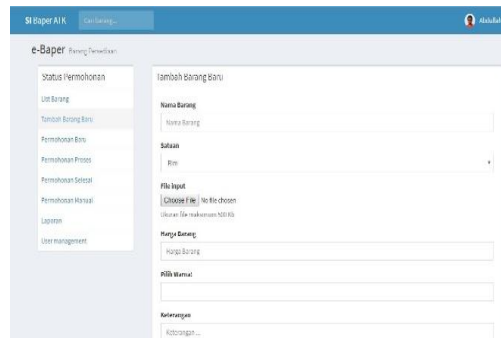 SI Baper AIK
Cari Barang...
Abdullah
e-Baper Barang Persediaan
Status Permohonan
List Barang
Tambah Barang Baru
Permohonan Baru
Permohonan Proses
Permohonan Selesai
Permohonan Manual
Laporan
User management
Tambah Barang Baru
Nama Barang
Nama Barang
Satuan
Rim
File input
Choose File No file chosen
Ukuran file maksimum 500 Kb
Harga Barang
Harga Barang
Pilih Warna!
Keterangan
Keterangan ...